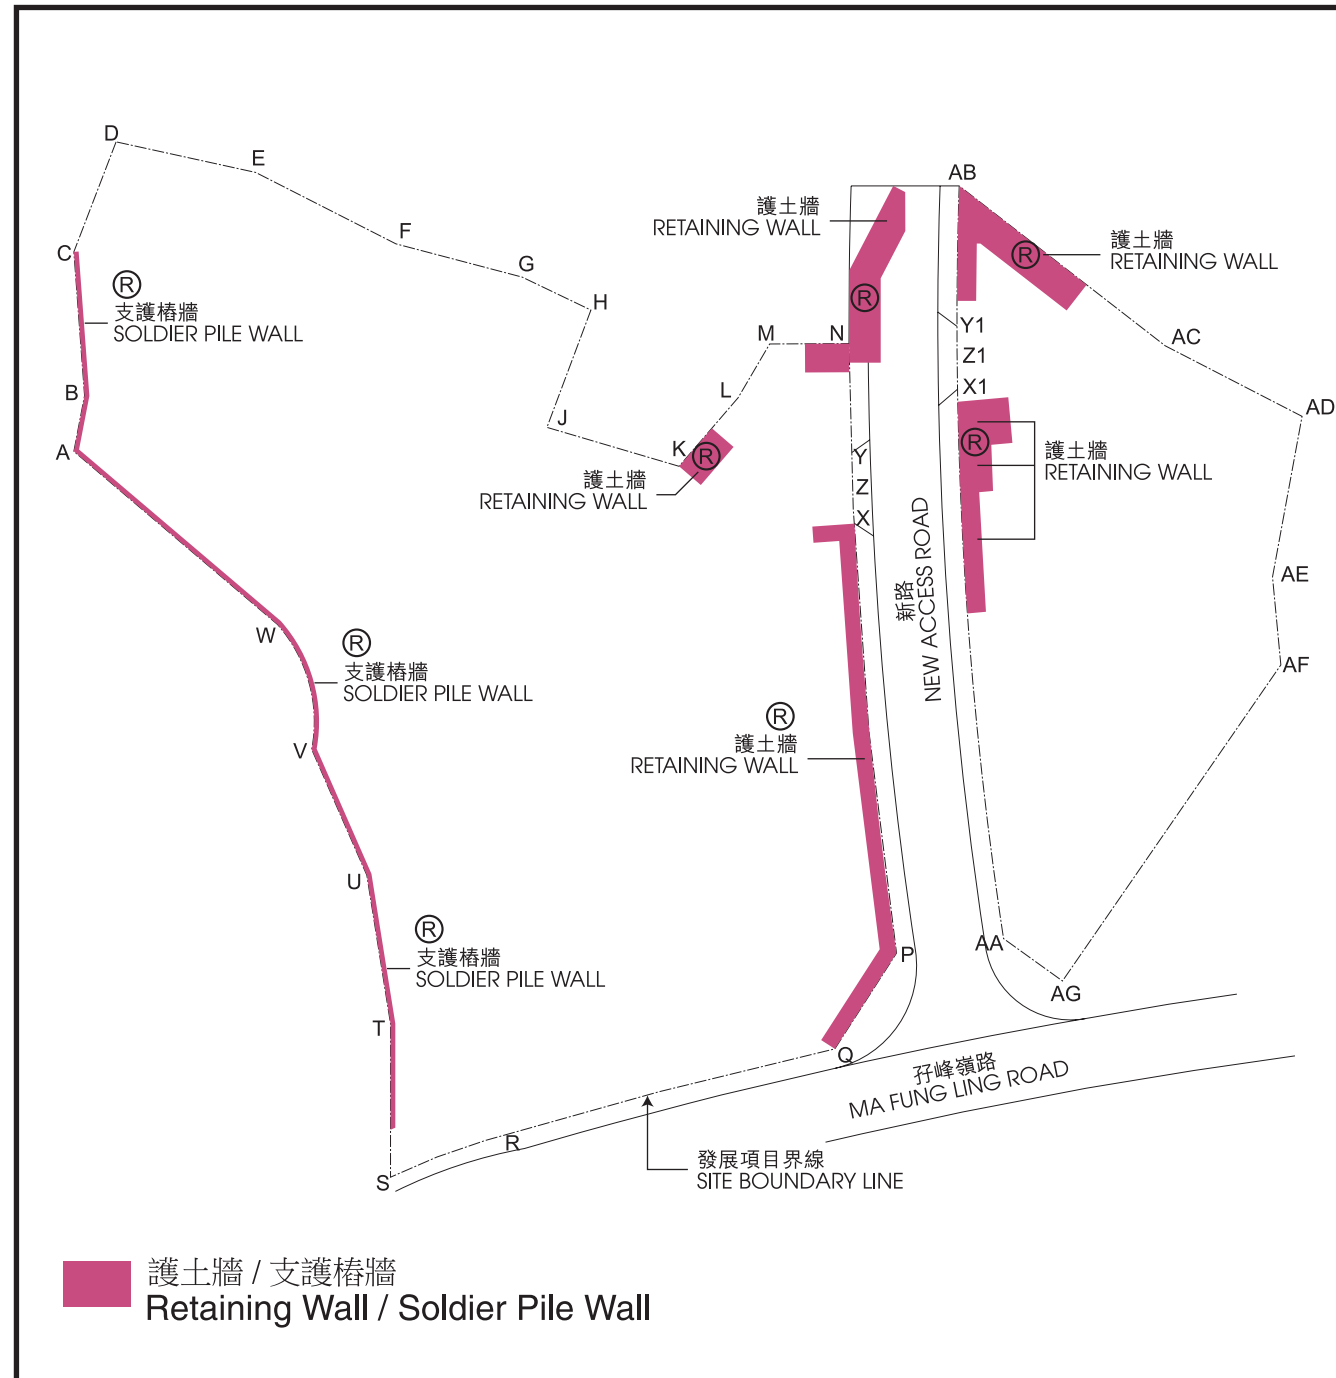 D
E
F
G
H
C
Ⓡ
支護樁牆
SOLDIER PILE WALL
B
A
J
K
L
M
N
Ⓡ
護土牆
RETAINING WALL
護土牆
RETAINING WALL
Ⓡ
AB
Ⓡ
護土牆
RETAINING WALL
Y1
Z1
X1
AC
AD
Ⓡ
護土牆
RETAINING WALL
Y
Z
X
AE
AF
W
Ⓡ
支護樁牆
SOLDIER PILE WALL
V
新路
NEW ACCESS ROAD
Ⓡ
護土牆
RETAINING WALL
U
Ⓡ
支護樁牆
SOLDIER PILE WALL
P
AA
AG
T
Q
孖峰嶺路
MA FUNG LING ROAD
R
S
發展項目界線
SITE BOUNDARY LINE
護土牆 / 支護樁牆
Retaining Wall / Soldier Pile Wall